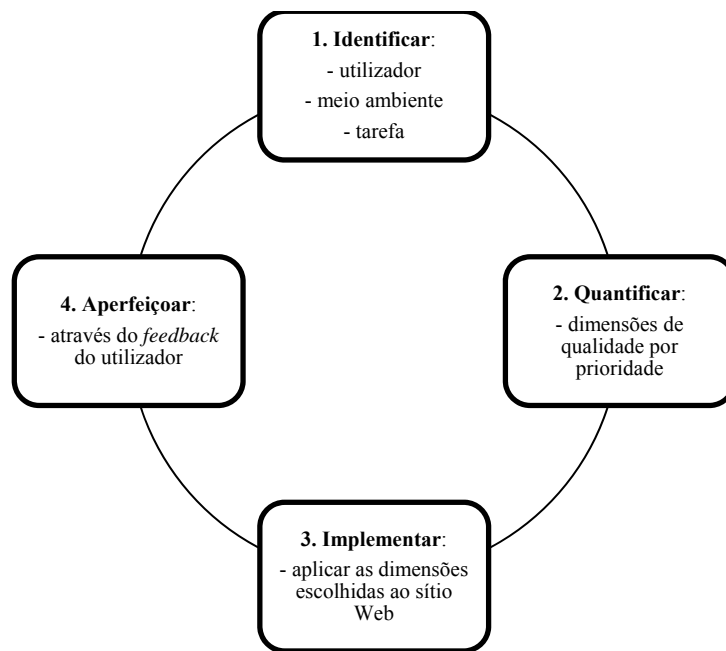 1. Identificar:
- utilizador
- meio ambiente
- tarefa
2. Quantificar:
- dimensões de
qualidade por
prioridade
3. Implementar:
- aplicar as dimensões
escolhidas ao sítio
Web
4. Aperfeiçoar:
- através do feedback
do utilizador